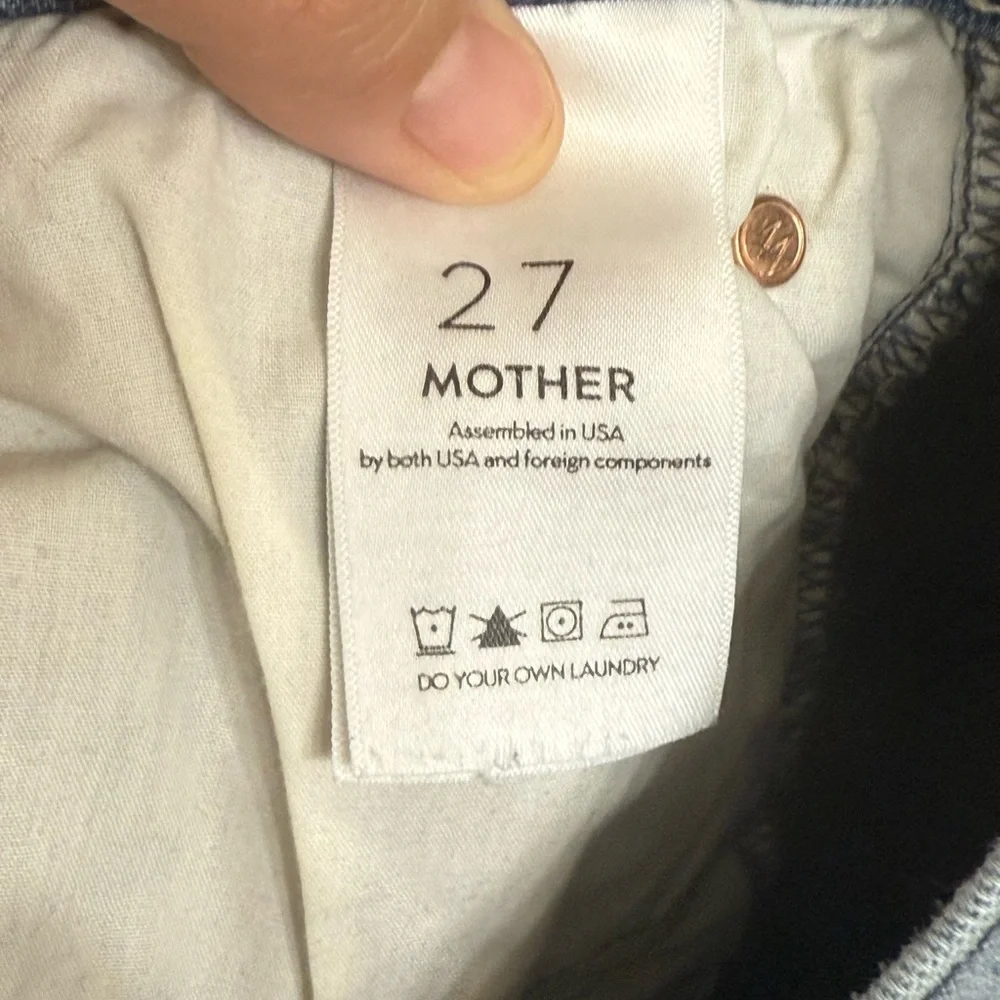 27
MOTHER
Assembled in USA
by both USA and foreign components
DO YOUR OWN LAUNDRY